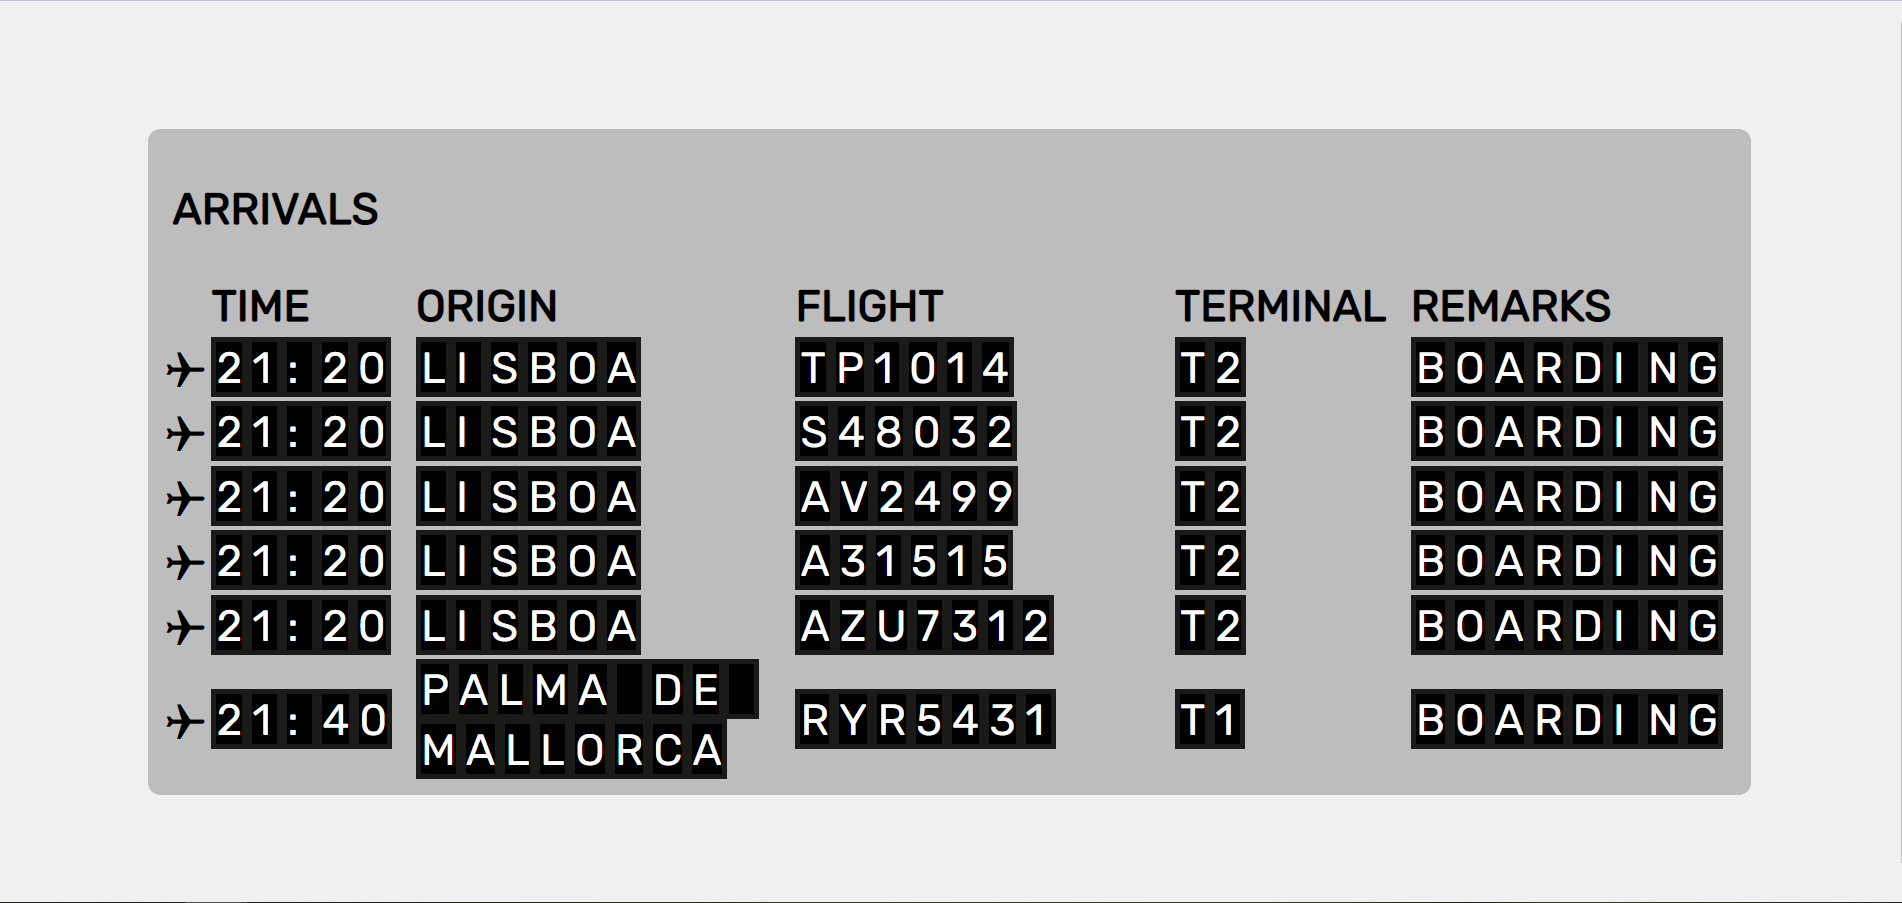 ARRIVALS
TIME ORIGIN FLIGHT TERMINAL REMARKS
21:20 LISBOA TP1014 T2 BOARDING
21:20 LISBOA S48032 T2 BOARDING
21:20 LISBOA AV2499 T2 BOARDING
21:20 LISBOA A31515 T2 BOARDING
21:20 LISBOA AZU7312 T2 BOARDING
21:40 PALMA DE MALLORCA RYR5431 T1 BOARDING